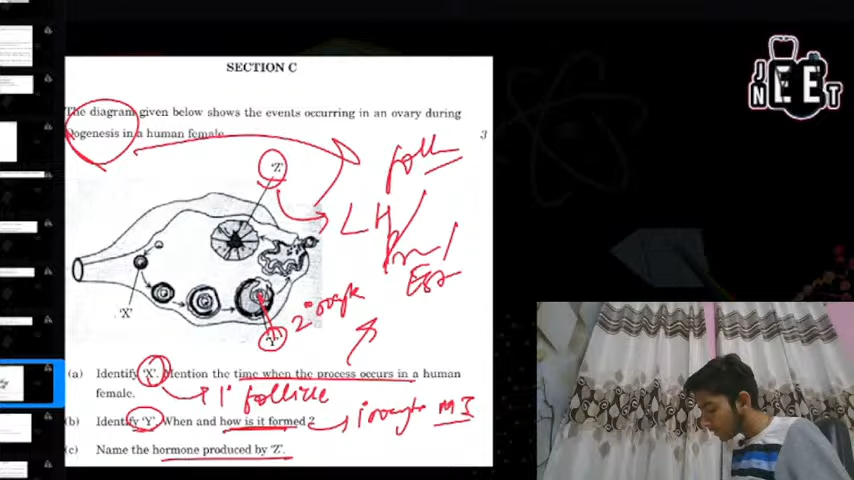 SECTION C
The diagram given below shows the events occurring in an ovary during
Oogenesis in a human female.
3
'Z'
'X'
'Y'
2° oocyte
LH
(a) Identify 'X'. Mention the time when the process occurs in a human
female.
1° follicle
(b) Identify 'Y'. When and how is it formed ?
1° oocyte M I
(c) Name the hormone produced by 'Z'.
J
NEET